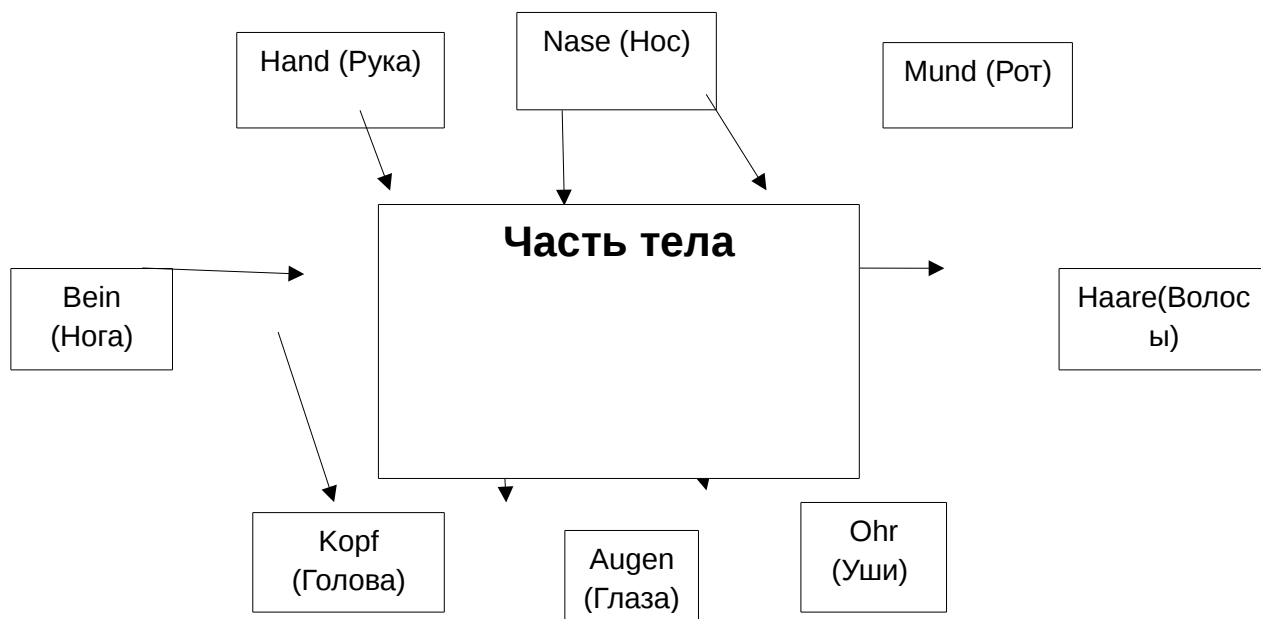 Hand (Рука)
Nase (Нос)
Mund (Рот)
Часть тела
Bein
(Нога)
Haare(Волос
ы)
Kopf
(Голова)
Augen
(Глаза)
Ohr
(Уши)